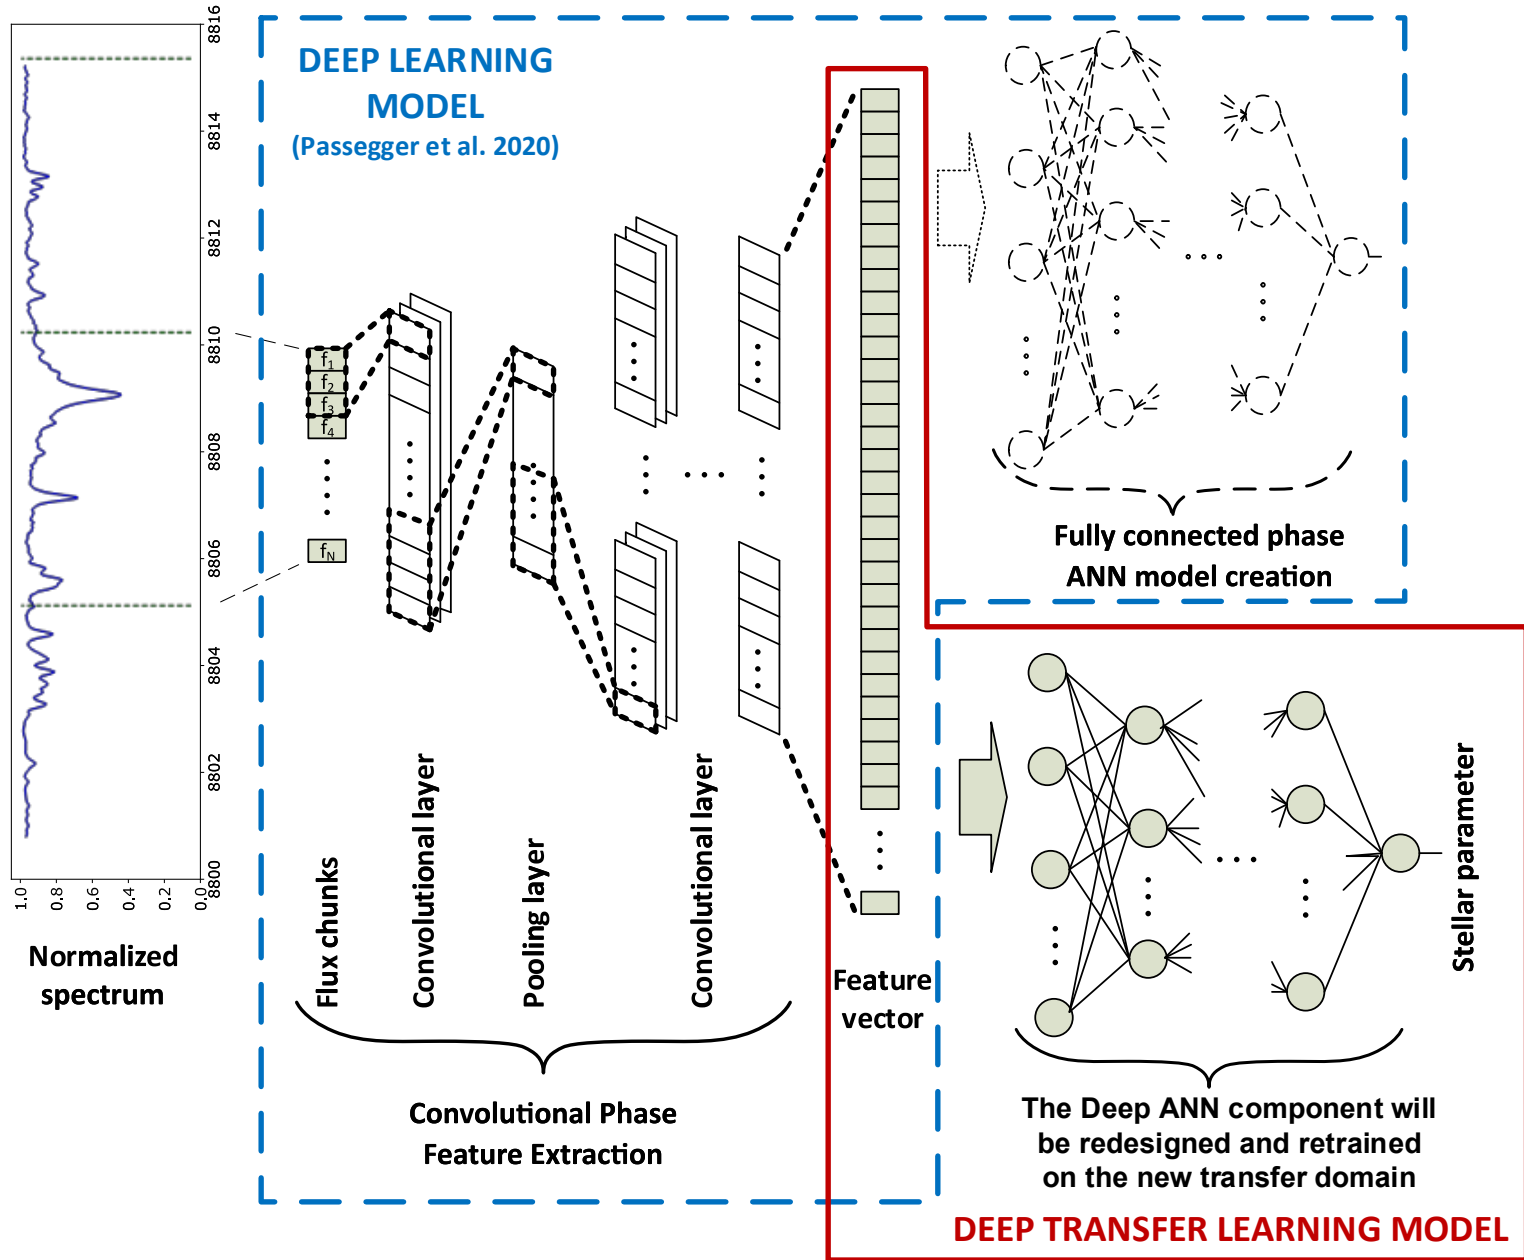 DEEP LEARNING
MODEL
(Passegger et al. 2020)
8816
8814
8812
8810
8808
8806
8804
8802
8800
1.0
0.8
0.6
0.4
0.2
0.0
Normalized
spectrum
f1
f2
f3
f4
fN
Flux chunks
Convolutional layer
Pooling layer
Convolutional layer
Convolutional Phase
Feature Extraction
Feature
vector
Fully connected phase
ANN model creation
Stellar parameter
The Deep ANN component will
be redesigned and retrained
on the new transfer domain
DEEP TRANSFER LEARNING MODEL